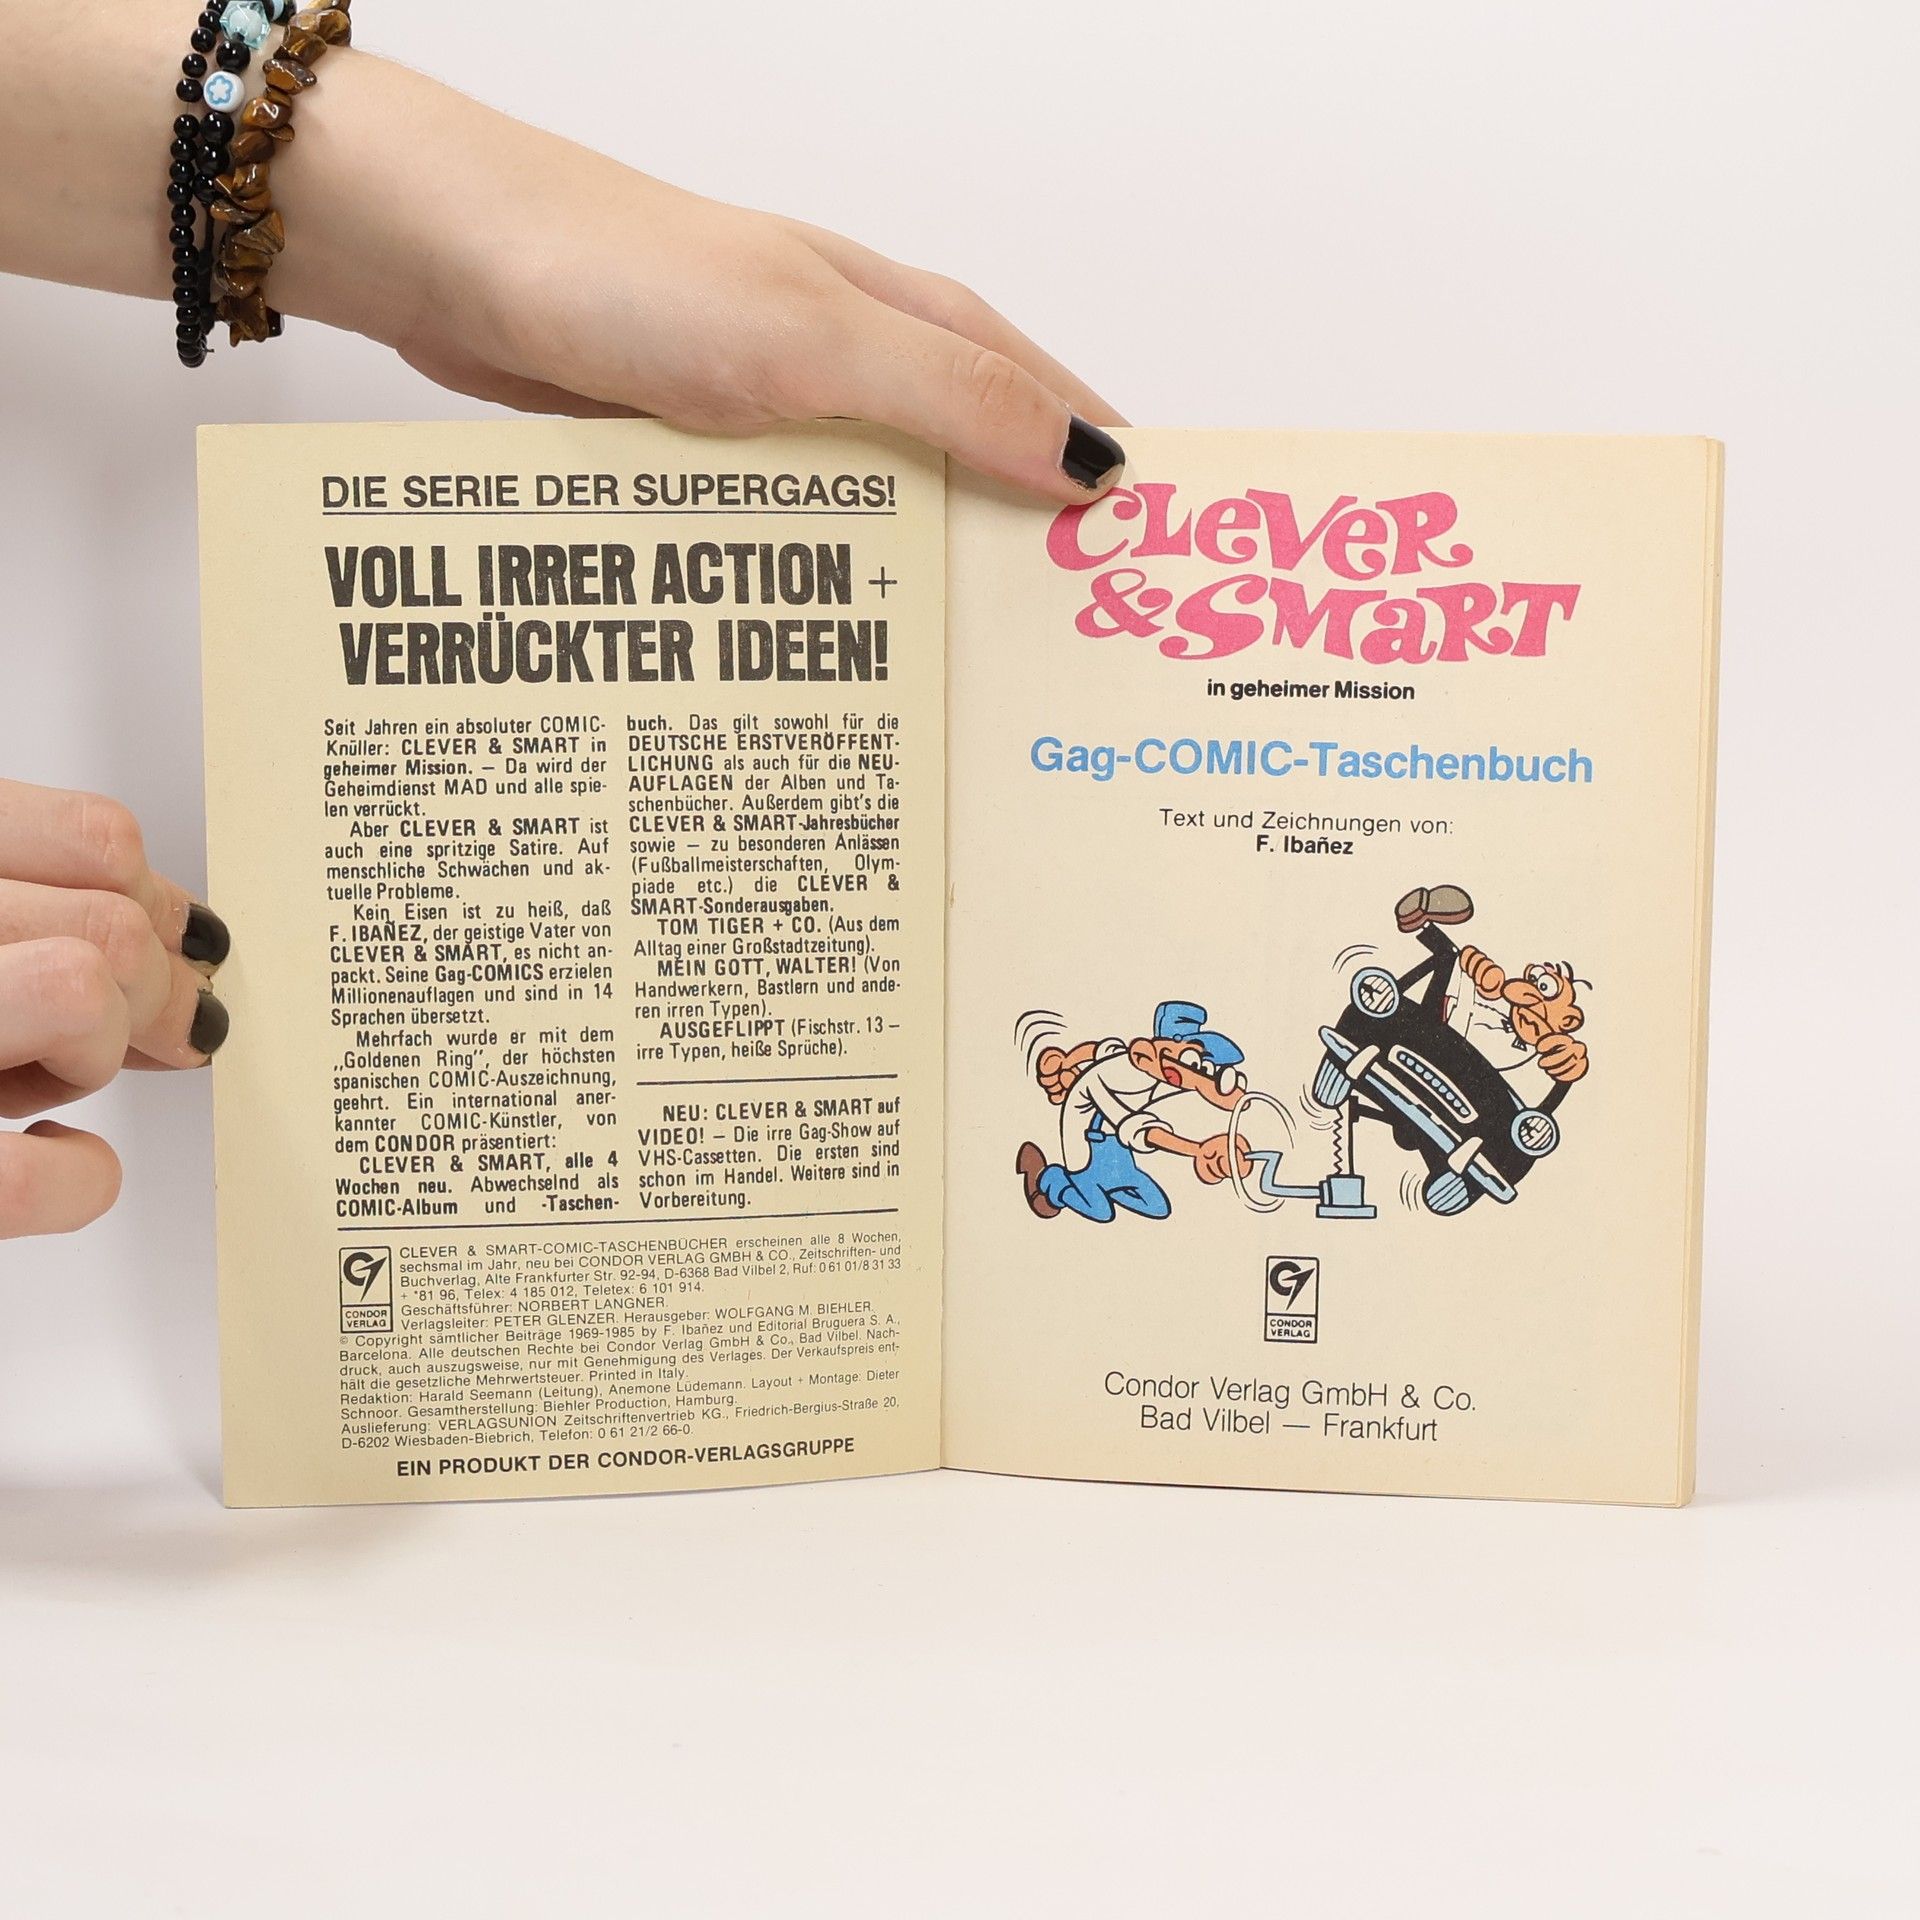 DIE SERIE DER SUPERGAGS!
VOLL IRRER ACTION +
VERRÜCKTER IDEEN!
Seit Jahren ein absoluter COMIC-
Knüller: CLEVER & SMART in
geheimer Mission. – Da wird der
Geheimdienst MAD und alle spie-
len verrückt.
Aber CLEVER & SMART ist
auch eine spritzige Satire. Auf
menschliche Schwächen und ak-
tuelle Probleme.
Kein Eisen ist zu heiß, daß
F. IBAÑEZ, der geistige Vater von
CLEVER & SMART, es nicht an-
packt. Seine Gag-COMICS erzielen
Millionenauflagen und sind in 14
Sprachen übersetzt.
Mehrfach wurde er mit dem
„Goldenen Ring”, der höchsten
spanischen COMIC-Auszeichnung,
geehrt. Ein international aner-
kannter COMIC-Künstler, von
dem CONDOR präsentiert:
CLEVER & SMART, alle 4
Wochen neu. Abwechselnd als
COMIC-Album und -Taschen-
buch. Das gilt sowohl für die
DEUTSCHE ERSTVERÖFFENT-
LICHUNG als auch für die NEU-
AUFLAGEN der Alben und Ta-
schenbücher. Außerdem gibt's die
CLEVER & SMART-Jahresbücher
sowie – zu besonderen Anlässen
(Fußballmeisterschaften, Olym-
piade etc.) die CLEVER &
SMART-Sonderausgaben.
TOM TIGER + CO. (Aus dem
Alltag einer Großstadtzeitung).
MEIN GOTT, WALTER! (Von
Handwerkern, Bastlern und ande-
ren irren Typen).
AUSGEFLIPPT (Fischstr. 13 –
irre Typen, heiße Sprüche).
NEU: CLEVER & SMART auf
VIDEO! – Die irre Gag-Show auf
VHS-Cassetten. Die ersten sind
schon im Handel. Weitere sind in
Vorbereitung.
CONDOR
VERLAG
CLEVER & SMART-COMIC-TASCHENBÜCHER erscheinen alle 8 Wochen,
sechsmal im Jahr, neu bei CONDOR VERLAG GMBH & CO., Zeitschriften- und
Buchverlag, Alte Frankfurter Str. 92-94, D-6368 Bad Vilbel 2, Ruf: 0 61 01/8 31 33
+ *81 96, Telex: 4 185 012, Teletex: 6 101 914.
Geschäftsführer: NORBERT LANGNER.
Verlagsleiter: PETER GLENZER. Herausgeber: WOLFGANG M. BIEHLER.
© Copyright sämtlicher Beiträge 1969-1985 by F. Ibañez und Editorial Bruguera S. A.,
Barcelona. Alle deutschen Rechte bei Condor Verlag GmbH & Co., Bad Vilbel. Nach-
druck, auch auszugsweise, nur mit Genehmigung des Verlages. Der Verkaufspreis ent-
hält die gesetzliche Mehrwertsteuer. Printed in Italy.
Redaktion: Harald Seemann (Leitung), Anemone Lüdemann. Layout + Montage: Dieter
Schnoor. Gesamtherstellung: Biehler Production, Hamburg.
Auslieferung: VERLAGSUNION Zeitschriftenvertrieb KG., Friedrich-Bergius-Straße 20,
D-6202 Wiesbaden-Biebrich, Telefon: 0 61 21/2 66-0.
EIN PRODUKT DER CONDOR-VERLAGSGRUPPE
CLeVeR
& SMaRT
in geheimer Mission
Gag-COMIC-Taschenbuch
Text und Zeichnungen von:
F. Ibañez
CONDOR
VERLAG
Condor Verlag GmbH & Co.
Bad Vilbel — Frankfurt